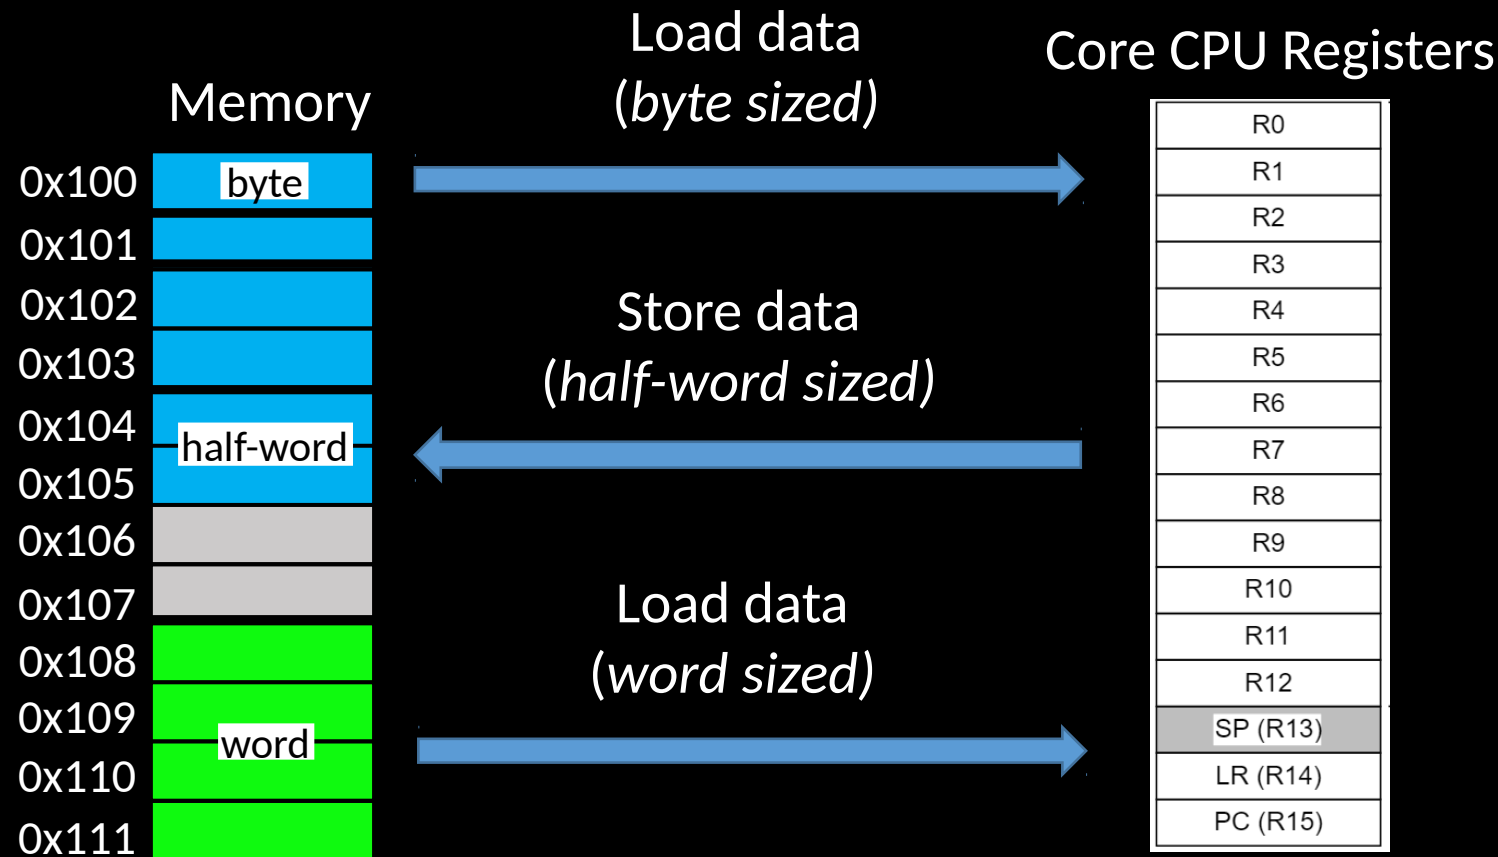 Load data
(byte sized)
Core CPU Registers
Memory
0x100
byte
0x101
0x102
0x103
0x104
half-word
0x105
0x106
0x107
0x108
0x109
word
0x110
0x111
Store data
(half-word sized)
Load data
(word sized)
R0
R1
R2
R3
R4
R5
R6
R7
R8
R9
R10
R11
R12
SP (R13)
LR (R14)
PC (R15)